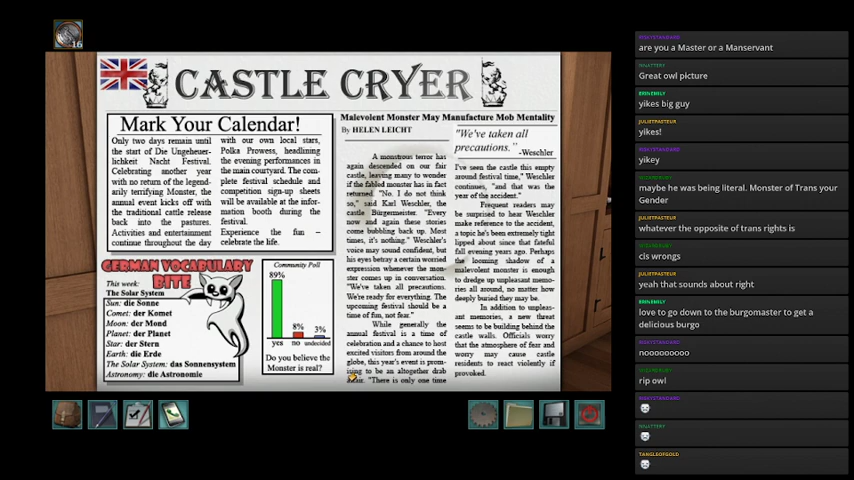 16
CASTLE CRYER
Mark Your Calendar!
Only two days remain until
the start of Die Ungeheuer-
lichkeit Nacht Festival.
Celebrating another year
with no return of the legend-
arily terrifying Monster, the
annual event kicks off with
the traditional cattle release
back into the pastures.
Activities and entertainment
continue throughout the day
with our own local stars,
Polka Prowess, headlining
the evening performances
in the main courtyard. The com-
plete festival schedule and
competition sign-up sheets
will be available at the infor-
mation booth during the
festival.
Experience the fun –
celebrate the life.
GERMAN VOCABULARY
BITE
This week:
The Solar System
Sun: die Sonne
Comet: der Komet
Moon: der Mond
Planet: der Planet
Star: der Stern
Earth: die Erde
The Solar System: das Sonnensystem
Astronomy: die Astronomie
Community Poll
89%
8%
3%
yes no undecided
Do you believe the
Monster is real?
Malevolent Monster May Manufacture Mob Mentality
By HELEN LEICHT
A monstrous terror has
again descended on our fair
castle, leaving many to wonder
if the fabled monster has in fact
returned. "No. I do not think
so," said Karl Weschler, the
castle Bürgermeister. "Every
now and again these stories
come bubbling back up. Most
times, it's nothing." Weschler's
voice may sound confident, but
his eyes betray a certain worried
expression whenever the mon-
ster comes up in conversation.
"We've taken all precautions.
We're ready for everything. The
upcoming festival should be a
time of fun, not fear."
While generally the
annual festival is a time of
celebration and a chance to host
excited visitors from around the
globe, this year's event is prom-
ising to be an altogether drab
affair. "There is only one time
"We've taken all
precautions."
-Weschler
I've seen the castle this empty
around festival time," Weschler
continues, "and that was the
year of the accident."
Frequent readers may
be surprised to hear Weschler
make reference to the accident,
a topic he's been extremely tight
lipped about since that fateful
fall evening years ago. Perhaps
the looming shadow of a
malevolent monster is enough
to dredge up unpleasant memo-
ries all around, no matter how
deeply buried they may be.
In addition to unpleas-
ant memories, a new threat
seems to be building behind the
castle walls. Officials worry
that the atmosphere of fear and
worry may cause castle
residents to react violently if
provoked.
are you a Master or a Manservant
Great owl picture
yikes big guy
JULIETPASTEUR
yikes!
yikey
maybe he was being literal. Monster of Trans your
Gender
JULIETPASTEUR
whatever the opposite of trans rights is
cis wrongs
JULIETPASTEUR
yeah that sounds about right
love to go down to the burgomaster to get a
delicious burgo
nooooooooo
rip owl
TANGLEOFGOLD